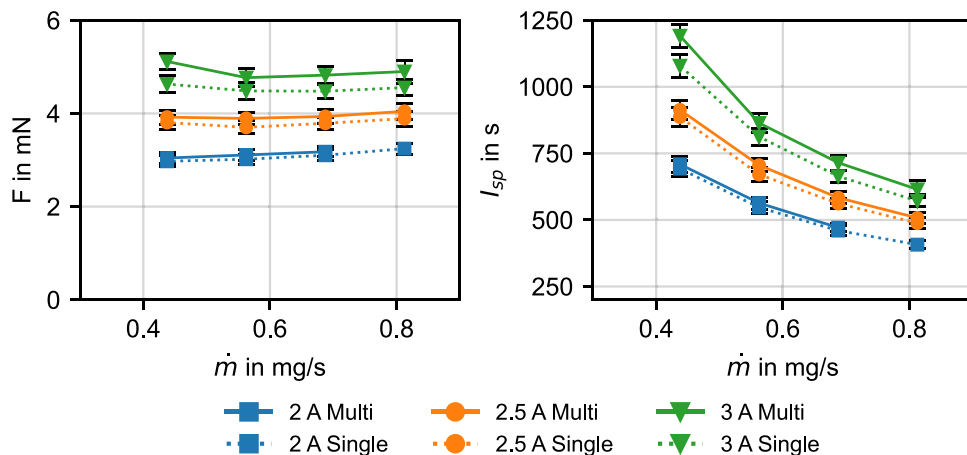 6
4
2
0
F in mN
0.4
0.6
0.8
ṁ in mg/s
1250
1000
750
500
250
I_{sp} in s
0.4
0.6
0.8
ṁ in mg/s
2 A Multi
2.5 A Multi
3 A Multi
2 A Single
2.5 A Single
3 A Single